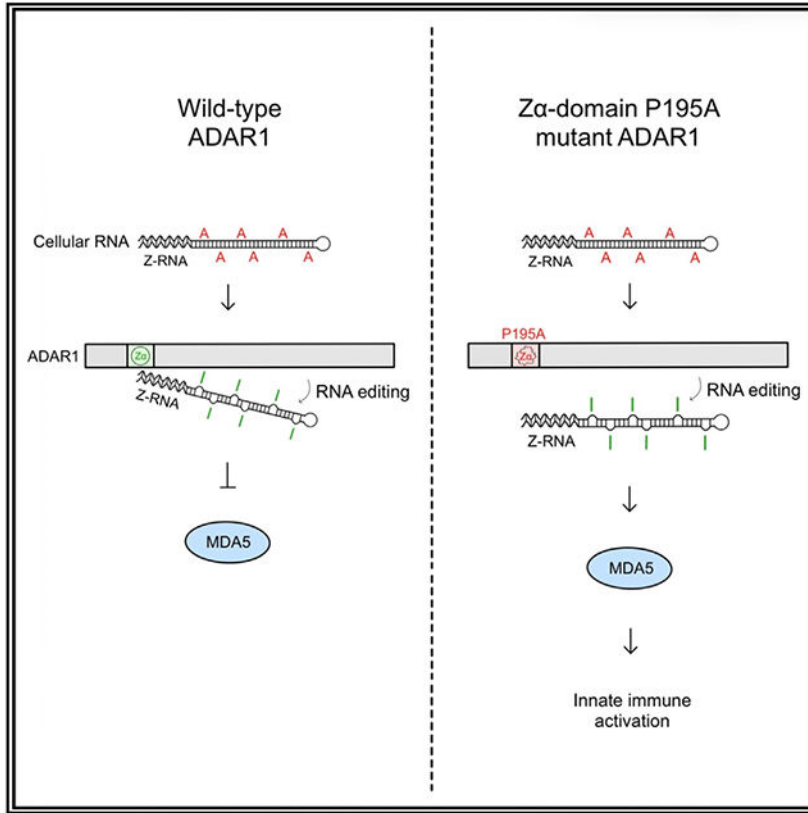 Wild-type
ADAR1
Cellular RNA
A A A
Z-RNA
A A A
ADAR1
Zα
Z-RNA
I I I
I I I
RNA editing
MDA5
Zα-domain P195A
mutant ADAR1
A A A
Z-RNA
A A A
P195A
Zα
RNA editing
I I I
Z-RNA
I I I
MDA5
Innate immune
activation